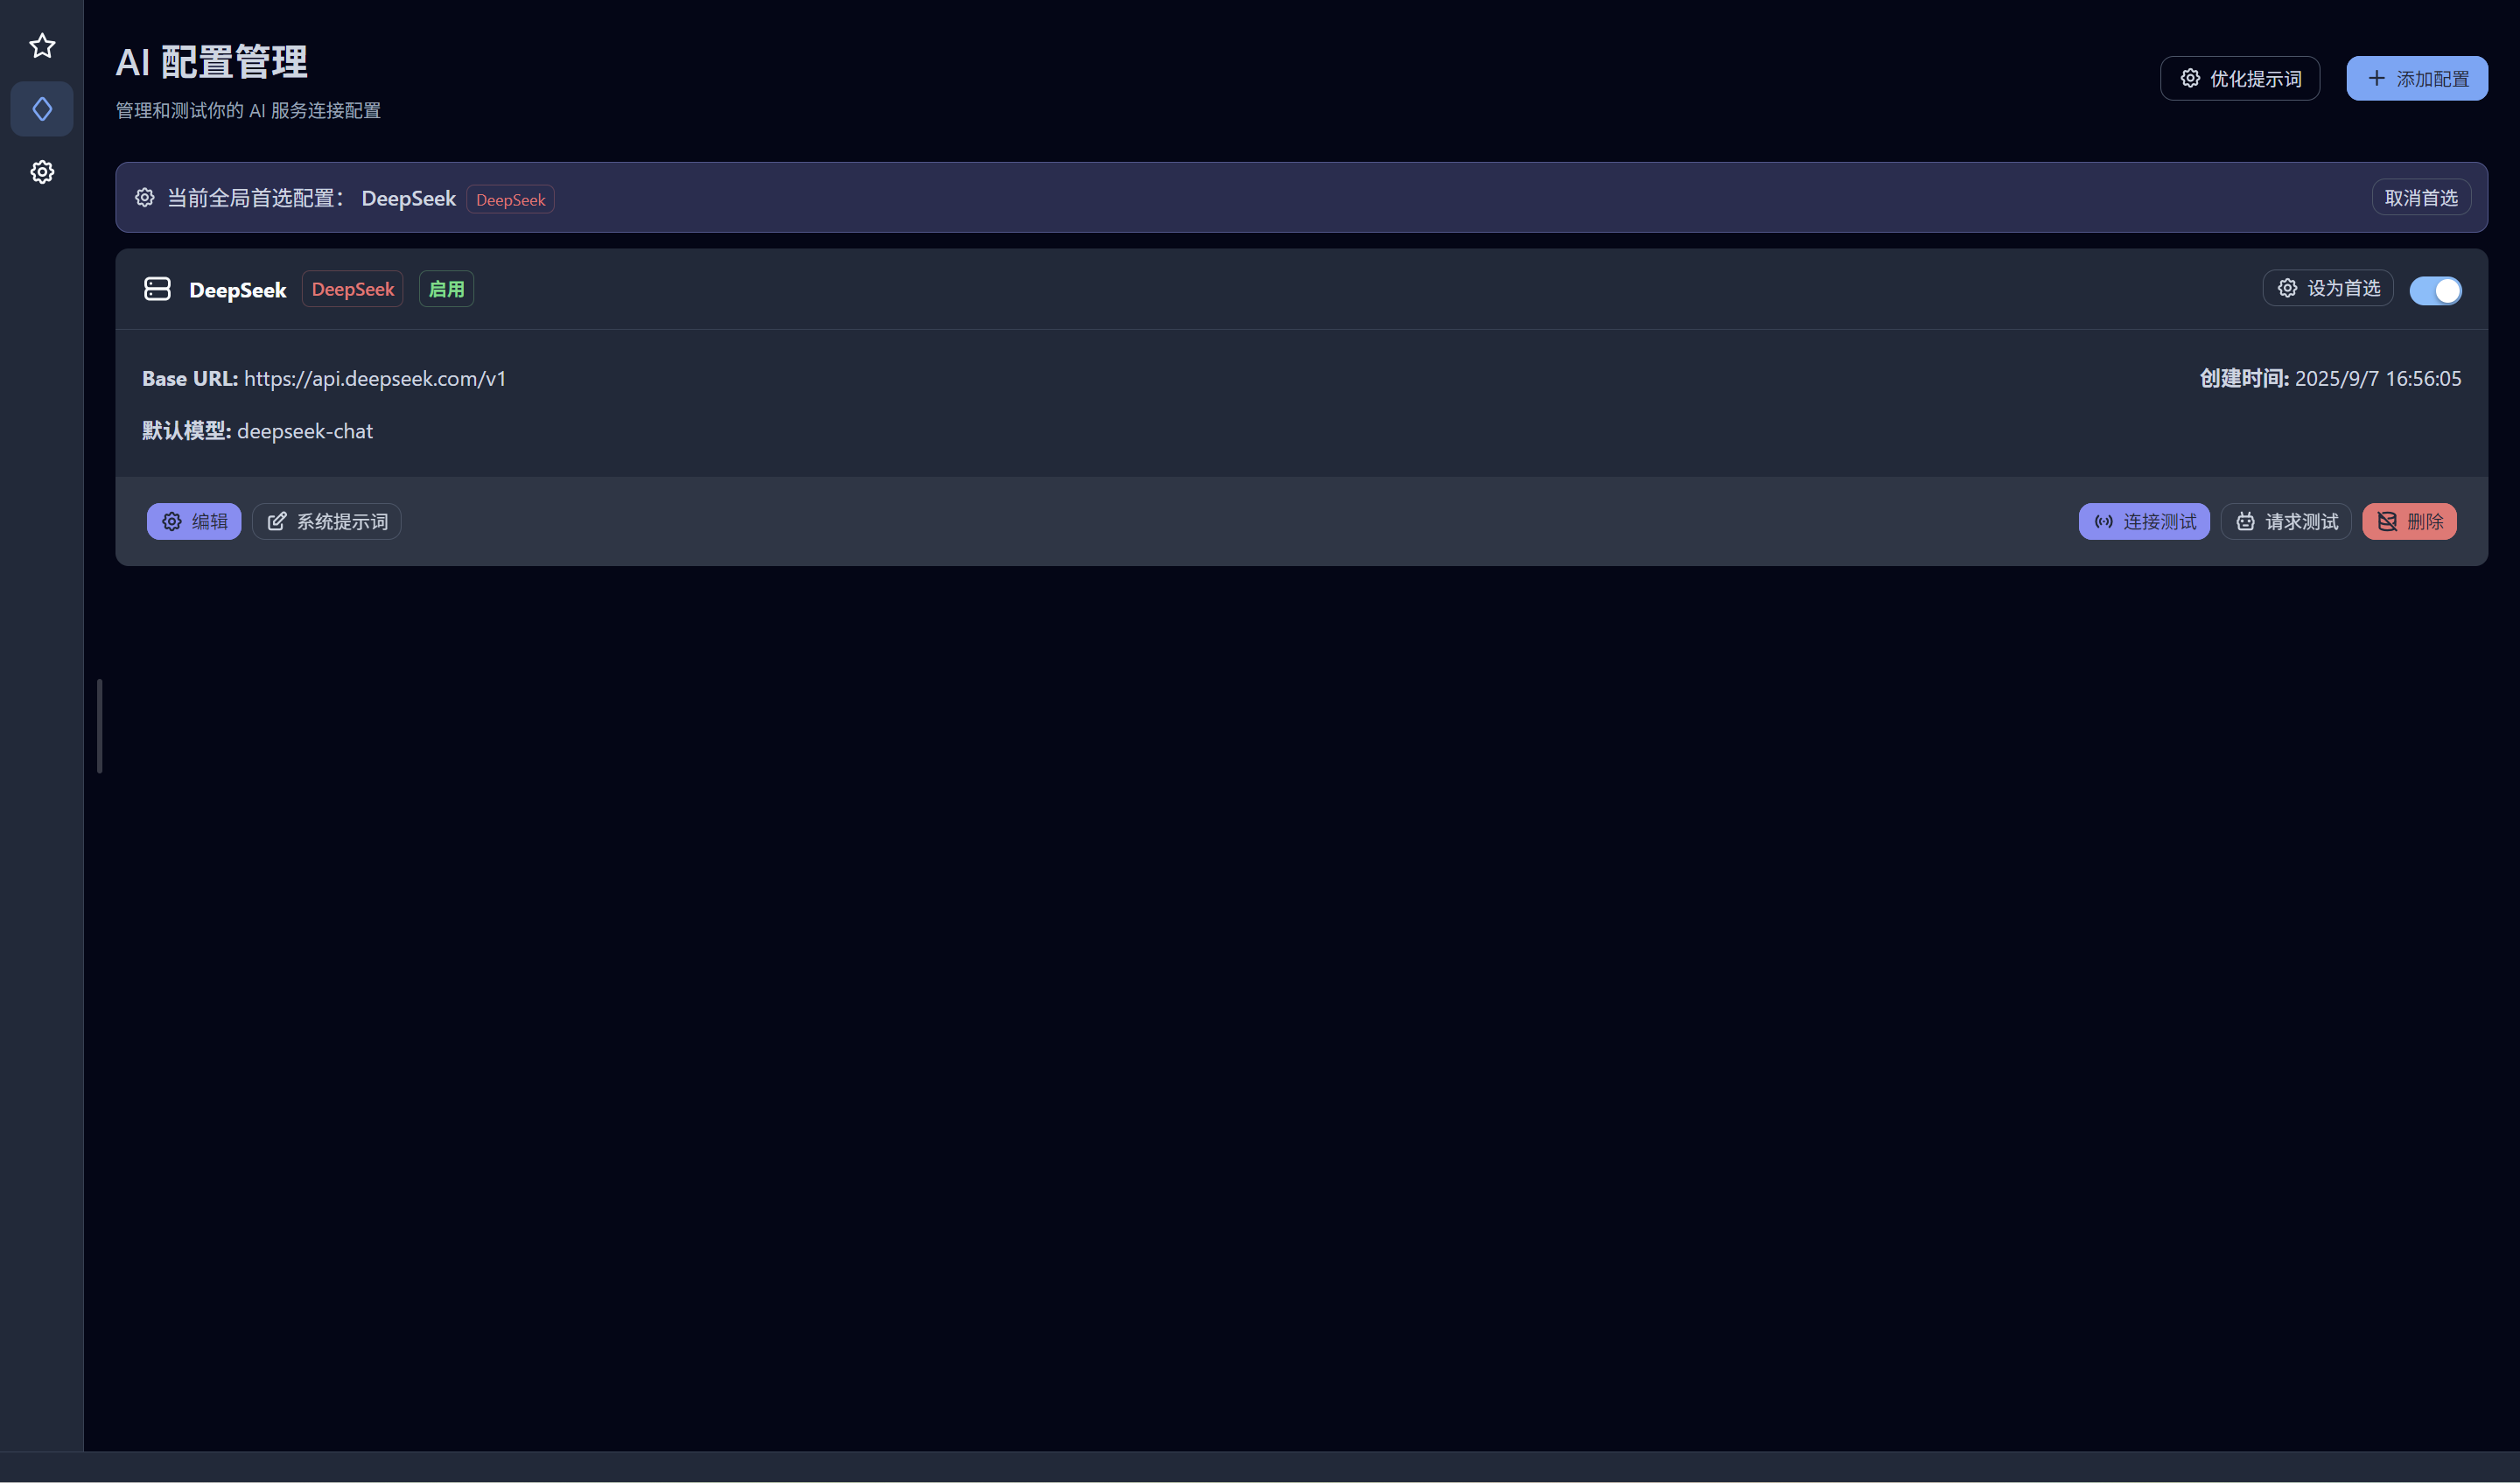 AI 配置管理
管理和测试你的 AI 服务连接配置
优化提示词
添加配置
当前全局首选配置： DeepSeek DeepSeek
取消首选
DeepSeek DeepSeek 启用
设为首选
Base URL: https://api.deepseek.com/v1
创建时间: 2025/9/7 16:56:05
默认模型: deepseek-chat
编辑 系统提示词
连接测试 请求测试 删除